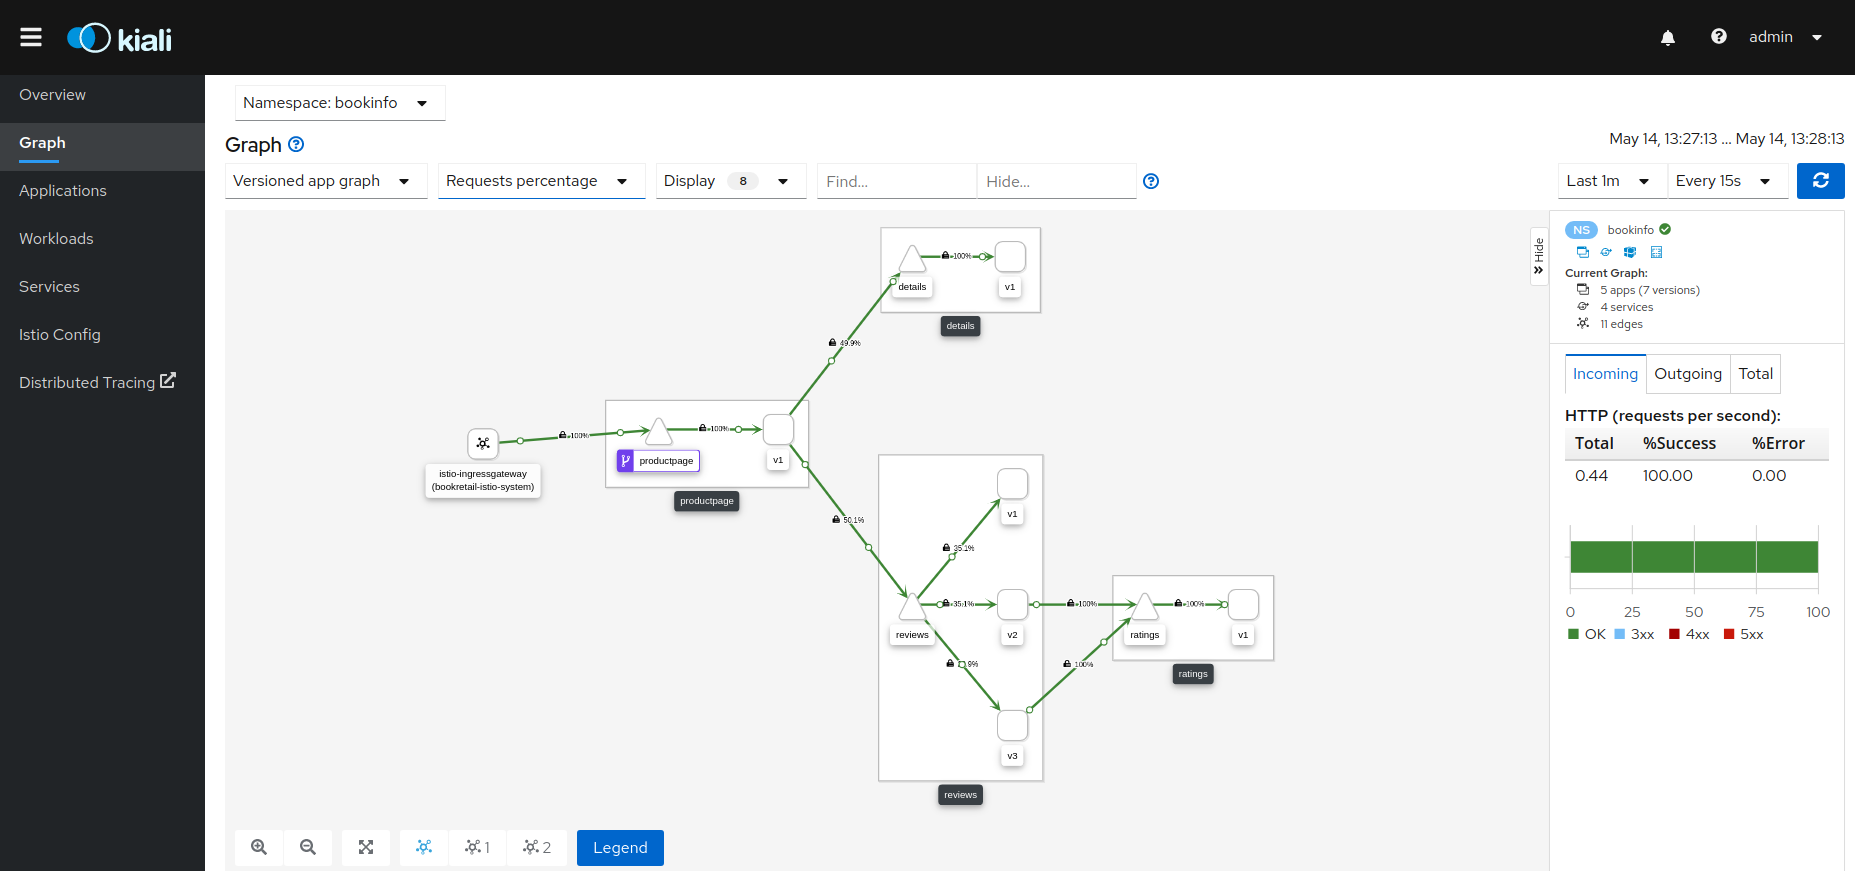 kiali
admin
Overview
Graph
Applications
Workloads
Services
Istio Config
Distributed Tracing
Namespace: bookinfo
Graph
May 14, 13:27:13 ... May 14, 13:28:13
Versioned app graph
Requests percentage
Display 8
Find...
Hide...
Last 1m
Every 15s
details
100%
v1
details
49.9%
istio-ingressgateway
(bookretail-istio-system)
100%
productpage
100%
v1
productpage
50.1%
v1
35.1%
reviews
35.1%
v2
v3
reviews
100%
100%
ratings
100%
v1
ratings
1
2
Legend
Hide
NS bookinfo
Current Graph:
5 apps (7 versions)
4 services
11 edges
Incoming
Outgoing
Total
HTTP (requests per second):
Total %Success %Error
0.44 100.00 0.00
0 25 50 75 100
OK 3xx 4xx 5xx